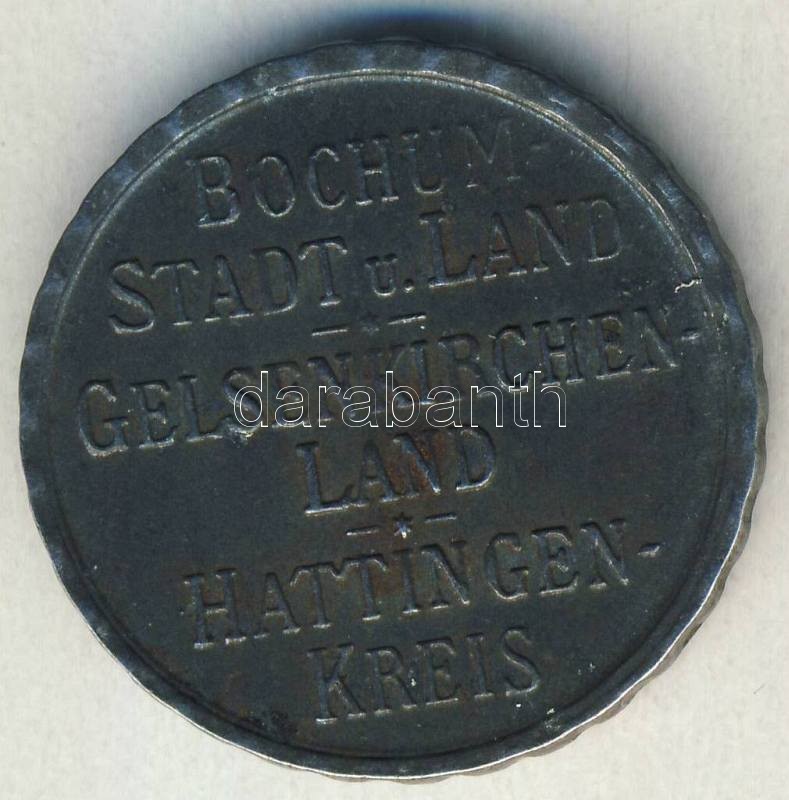 BOCHUM-
STADT u. LAND
GELSENKIRCHEN-
darabanth
LAND
HATTINGEN-
KREIS